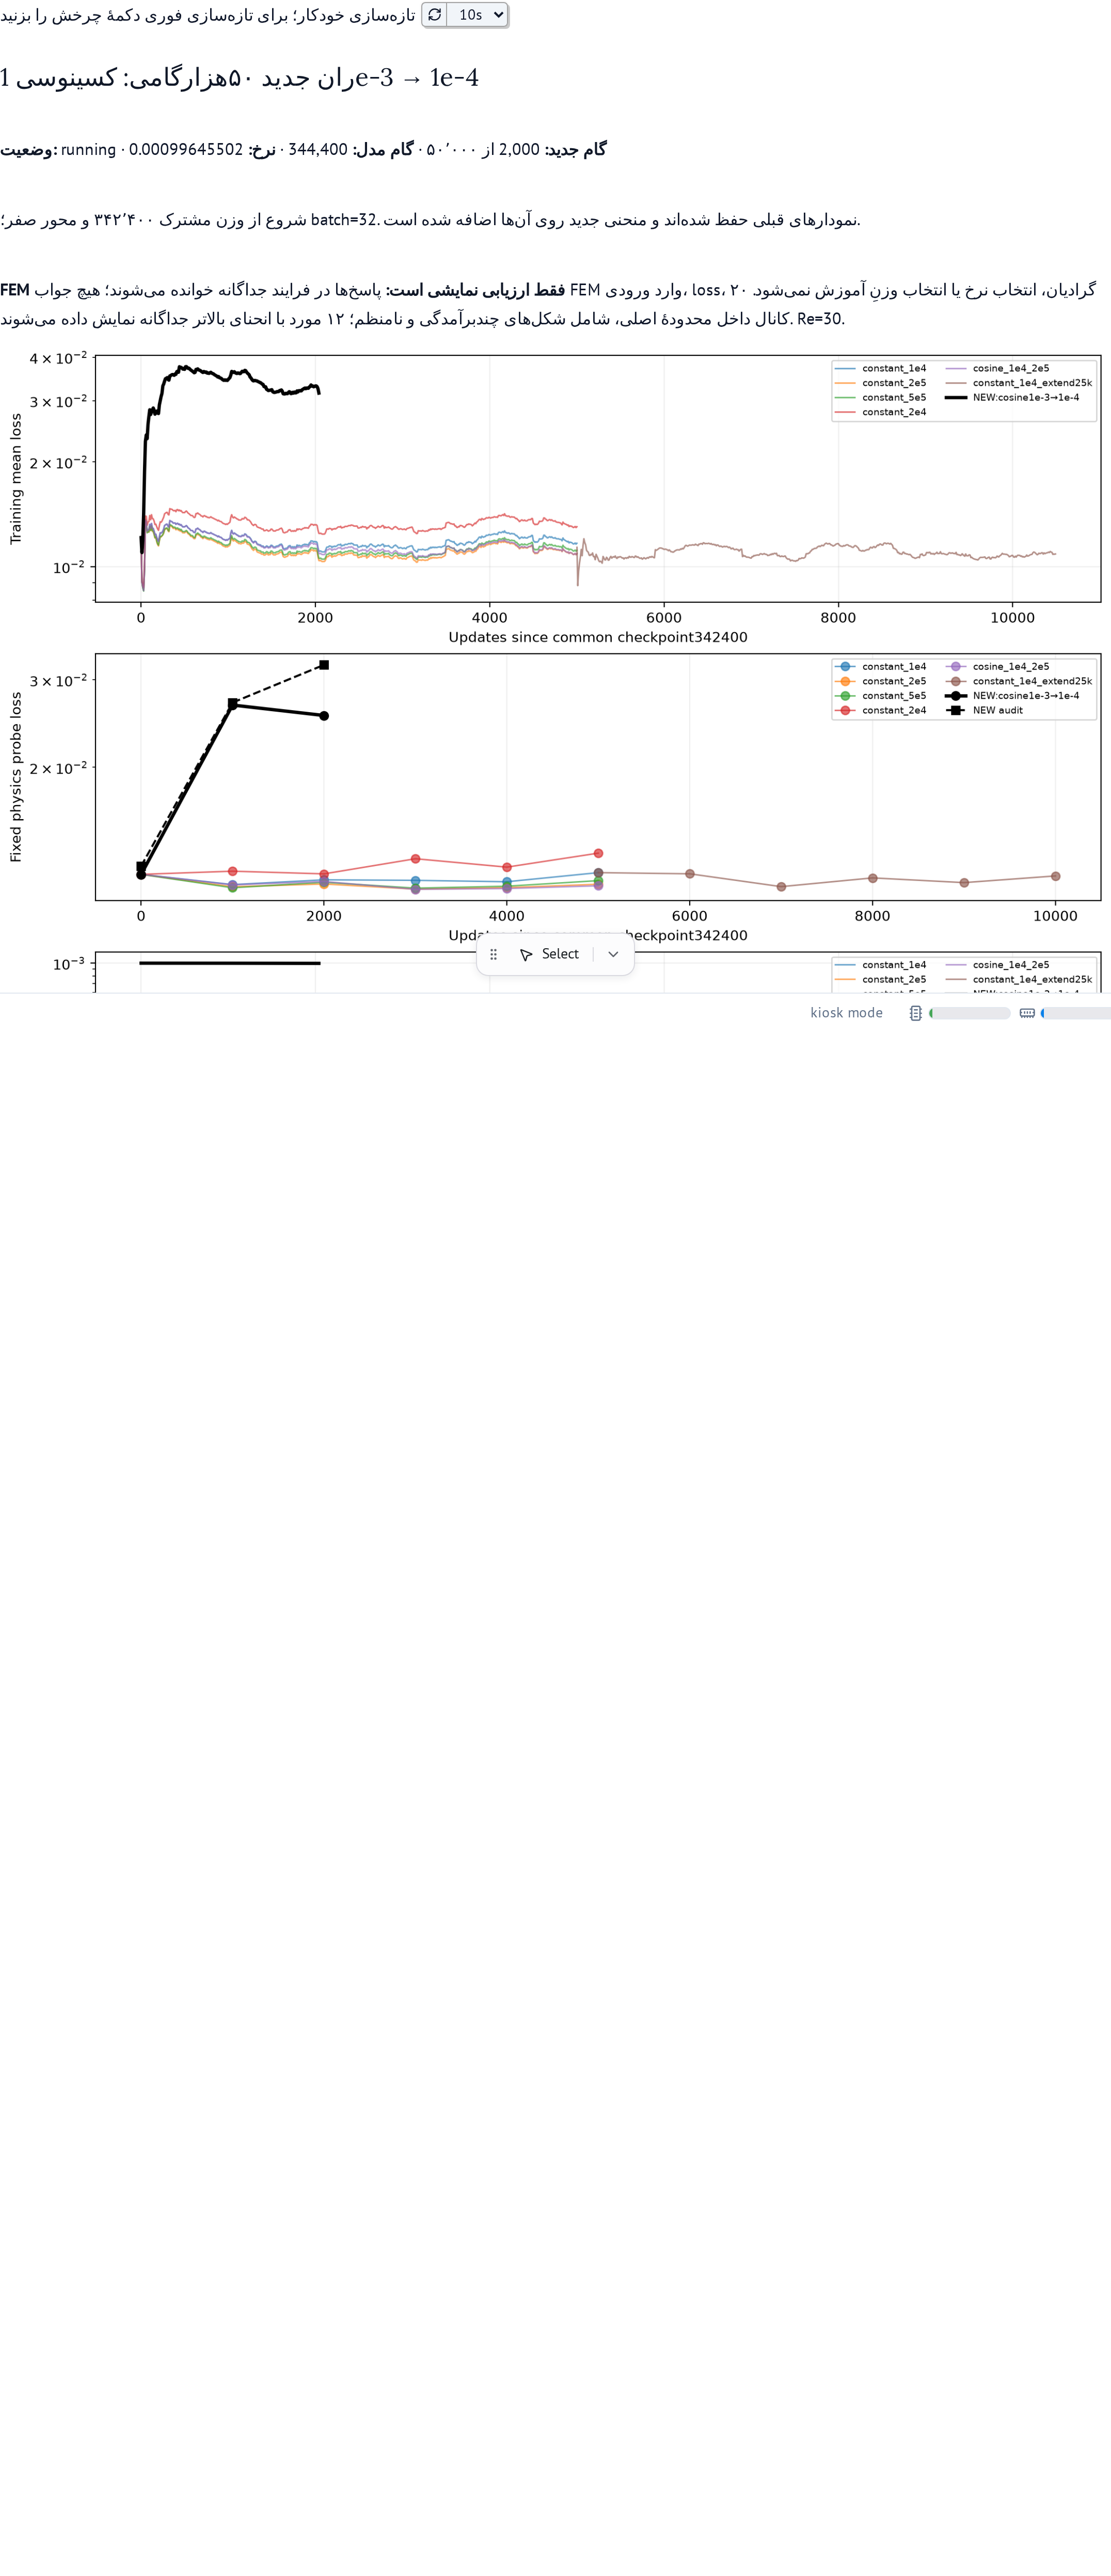 تازه‌سازی خودکار؛ برای تازه‌سازی فوری دکمهٔ چرخش را بزنید 10s
ران جدید ۵۰هزارگامی: کسینوسی 1e-3 → 1e-4
وضعیت: running · گام جدید: 2,000 از ۵۰٬۰۰۰ · گام مدل: 344,400 · نرخ: 0.00099645502
شروع از وزن مشترک ۳۴۲٬۴۰۰ و محور صفر؛ batch=32. نمودارهای قبلی حفظ شده‌اند و منحنی جدید روی آن‌ها اضافه شده است.
FEM فقط ارزیابی نمایشی است: پاسخ‌ها در فرایند جداگانه خوانده می‌شوند؛ هیچ جواب FEM وارد ورودی، loss، گرادیان، انتخاب نرخ یا انتخاب وزنِ آموزش نمی‌شود. ۲۰
کانال داخل محدودهٔ اصلی، شامل شکل‌های چندبرآمدگی و نامنظم؛ ۱۲ مورد با انحنای بالاتر جداگانه نمایش داده می‌شوند. Re=30.
4 × 10⁻²
3 × 10⁻²
2 × 10⁻²
10⁻²
Training mean loss
constant_1e4
constant_2e5
constant_5e5
constant_2e4
cosine_1e4_2e5
constant_1e4_extend25k
NEW:cosine1e-3→1e-4
0 2000 4000 6000 8000 10000
Updates since common checkpoint342400
3 × 10⁻²
2 × 10⁻²
Fixed physics probe loss
constant_1e4
constant_2e5
constant_5e5
constant_2e4
cosine_1e4_2e5
constant_1e4_extend25k
NEW:cosine1e-3→1e-4
NEW audit
0 2000 4000 6000 8000 10000
Updates since common checkpoint342400
Select
10⁻³
constant_1e4
constant_2e5
cosine_1e4_2e5
constant_1e4_extend25k
kiosk mode